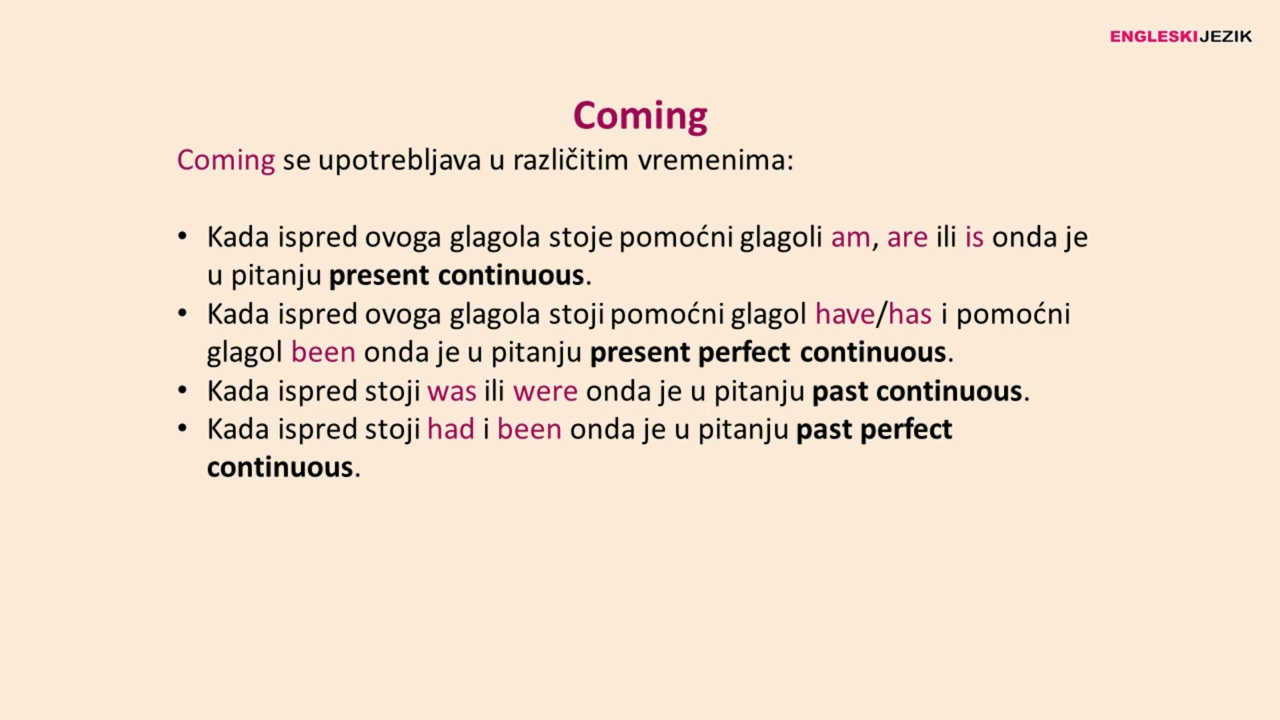 ENGLESKIJEZIK
Coming
Coming se upotrebljava u različitim vremenima:
• Kada ispred ovoga glagola stoje pomoćni glagoli am, are ili is onda je
u pitanju present continuous.
• Kada ispred ovoga glagola stoji pomoćni glagol have/has i pomoćni
glagol been onda je u pitanju present perfect continuous.
• Kada ispred stoji was ili were onda je u pitanju past continuous.
• Kada ispred stoji had i been onda je u pitanju past perfect
continuous.